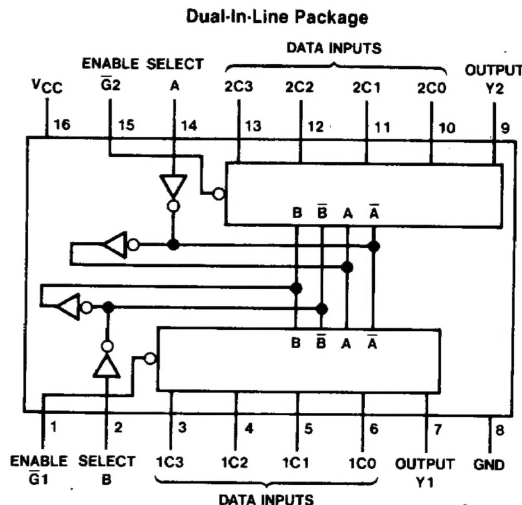 Dual-In-Line Package
DATA INPUTS
ENABLE SELECT OUTPUT
VCC G̅2 A 2C3 2C2 2C1 2C0 Y2
16 15 14 13 12 11 10 9
B B̅ A A̅
B B̅ A A̅
1 2 3 4 5 6 7 8
ENABLE SELECT 1C3 1C2 1C1 1C0 OUTPUT GND
G̅1 B Y1
DATA INPUTS